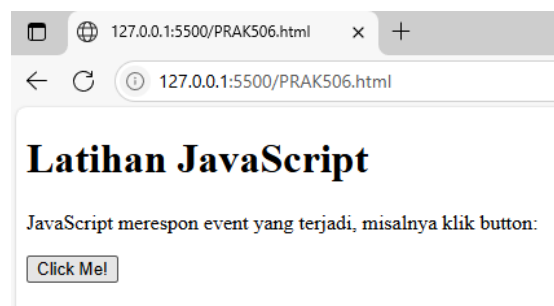 127.0.0.1:5500/PRAK506.html
127.0.0.1:5500/PRAK506.html
Latihan JavaScript
JavaScript merespon event yang terjadi, misalnya klik button:
Click Me!